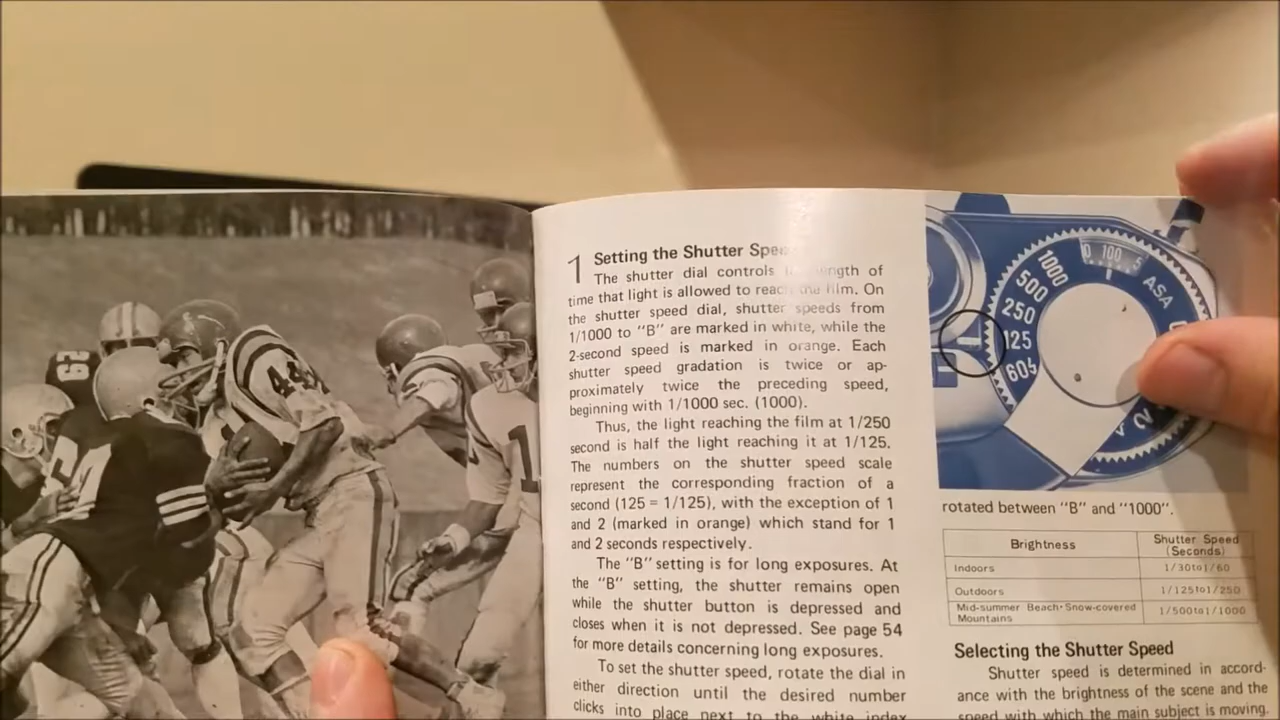 29
44
1
1 Setting the Shutter Spee
The shutter dial controls length of
time that light is allowed to reach the film. On
the shutter speed dial, shutter speeds from
1/1000 to "B" are marked in white, while the
2-second speed is marked in orange. Each
shutter speed gradation is twice or ap-
proximately twice the preceding speed,
beginning with 1/1000 sec. (1000).
Thus, the light reaching the film at 1/250
second is half the light reaching it at 1/125.
The numbers on the shutter speed scale
represent the corresponding fraction of a
second (125 = 1/125), with the exception of 1
and 2 (marked in orange) which stand for 1
and 2 seconds respectively.
The "B" setting is for long exposures. At
the "B" setting, the shutter remains open
while the shutter button is depressed and
closes when it is not depressed. See page 54
for more details concerning long exposures.
To set the shutter speed, rotate the dial in
either direction until the desired number
clicks into place next to the white index
100
ASA
1000
500
250
125
60
2
rotated between "B" and "1000".
Brightness Shutter Speed (Seconds)
Indoors 1/30to1/60
Outdoors 1/125to1/250
Mid-summer Beach·Snow-covered Mountains 1/500to1/1000
Selecting the Shutter Speed
Shutter speed is determined in accord-
ance with the brightness of the scene and the
speed with which the main subject is moving.